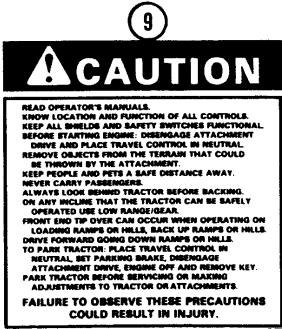 9
CAUTION
READ OPERATOR'S MANUALS.
KNOW LOCATION AND FUNCTION OF ALL CONTROLS.
KEEP ALL SHIELDS AND SAFETY SWITCHES FUNCTIONAL.
BEFORE STARTING ENGINE: DISENGAGE ATTACHMENT
DRIVE AND PLACE TRAVEL CONTROL IN NEUTRAL.
REMOVE OBJECTS FROM THE TERRAIN THAT COULD
BE THROWN BY THE ATTACHMENT.
KEEP PEOPLE AND PETS A SAFE DISTANCE AWAY.
NEVER CARRY PASSENGERS.
ALWAYS LOOK BEHIND TRACTOR BEFORE BACKING.
ON ANY INCLINE THAT THE TRACTOR CAN BE SAFELY
OPERATED USE LOW RANGE/GEAR.
FRONT END TIP OVER CAN OCCUR WHEN OPERATING ON
LOADING RAMPS OR HILLS, BACK UP RAMPS OR HILLS.
DRIVE FORWARD GOING DOWN RAMPS OR HILLS.
TO PARK TRACTOR: PLACE TRAVEL CONTROL IN
NEUTRAL, SET PARKING BRAKE, DISENGAGE
ATTACHMENT DRIVE, ENGINE OFF AND REMOVE KEY.
PARK TRACTOR BEFORE SERVICING OR MAKING
ADJUSTMENTS TO TRACTOR OR ATTACHMENTS.
FAILURE TO OBSERVE THESE PRECAUTIONS
COULD RESULT IN INJURY.